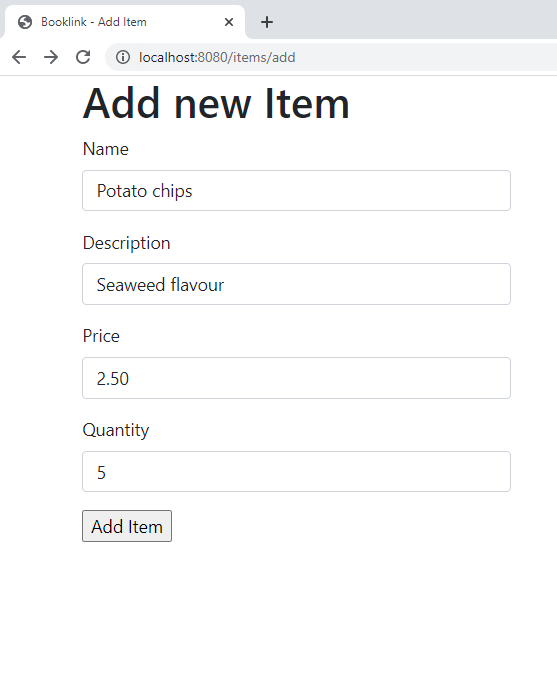 Booklink - Add Item
localhost:8080/items/add
Add new Item
Name
Potato chips
Description
Seaweed flavour
Price
2.50
Quantity
5
Add Item